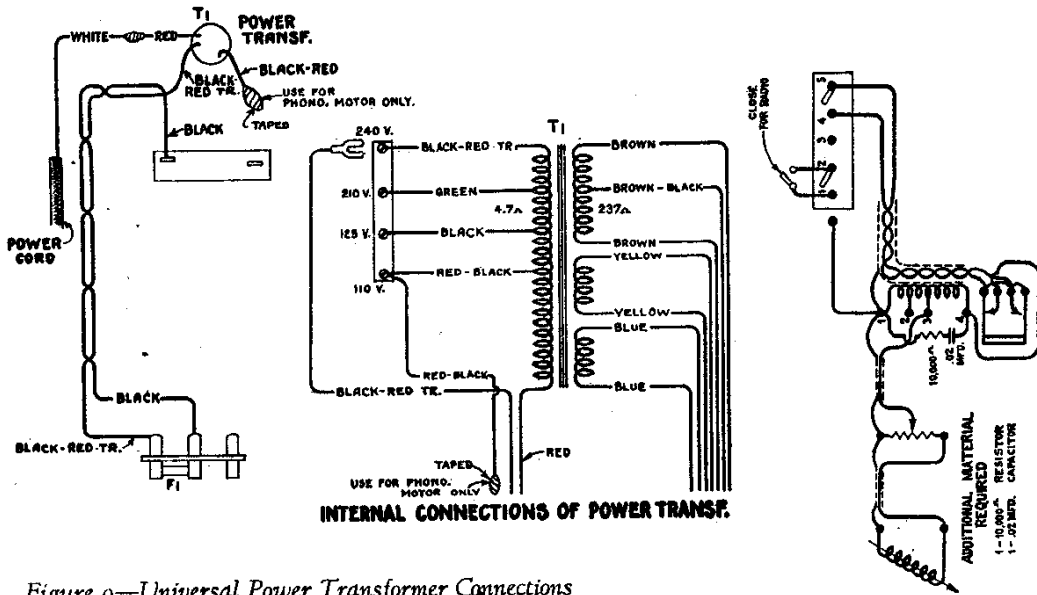 T1
POWER
TRANSF.
WHITE
RED
BLACK-RED
BLACK-
RED TR.
USE FOR
PHONO. MOTOR ONLY.
TAPED
BLACK
POWER
CORD
BLACK
BLACK-RED-TR.
F1
240 V.
210 V.
125 V.
110 V.
BLACK-RED-TR
GREEN
BLACK
RED-BLACK
4.7Ω
T1
237Ω
BROWN
BROWN-BLACK
BROWN
YELLOW
YELLOW
BLUE
BLUE
RED-BLACK
BLACK-RED TR.
RED
TAPED
USE FOR PHONO.
MOTOR ONLY
INTERNAL CONNECTIONS OF POWER TRANSF.
CLOSE
FOR RADIO
5
4
3
2
1
1
2
3
4
10,000Ω
.02
MFD.
ADDITIONAL MATERIAL
REQUIRED
1-10,000Ω RESISTOR
1-.02 MFD. CAPACITOR
Figure 9—Universal Power Transformer Connections